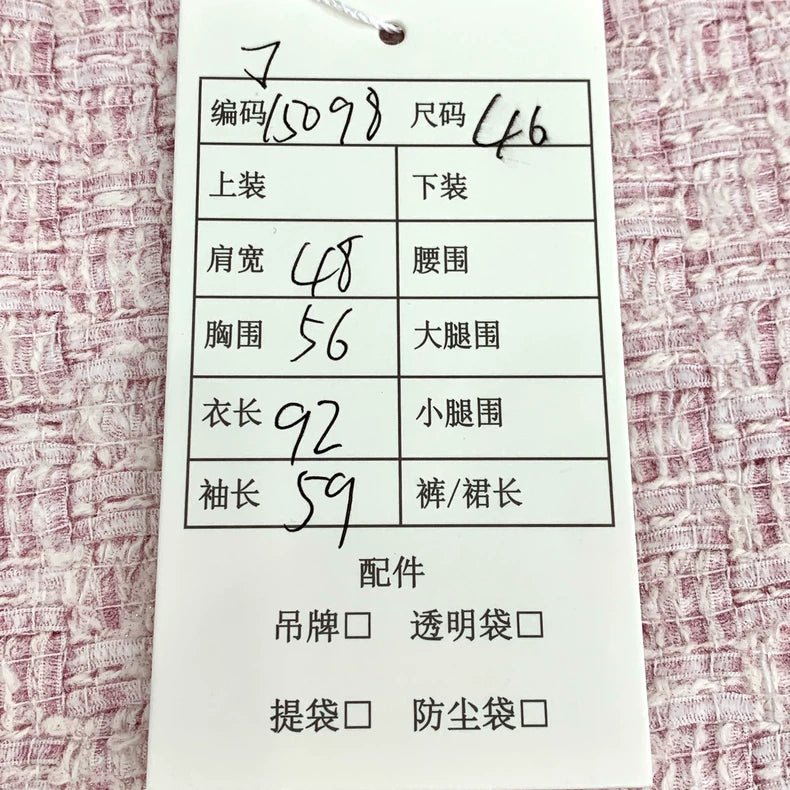 J
编码 15098 尺码 46
上装 下装
肩宽 48 腰围
胸围 56 大腿围
衣长 92 小腿围
袖长 59 裤/裙长
配件
吊牌□ 透明袋□
提袋□ 防尘袋□